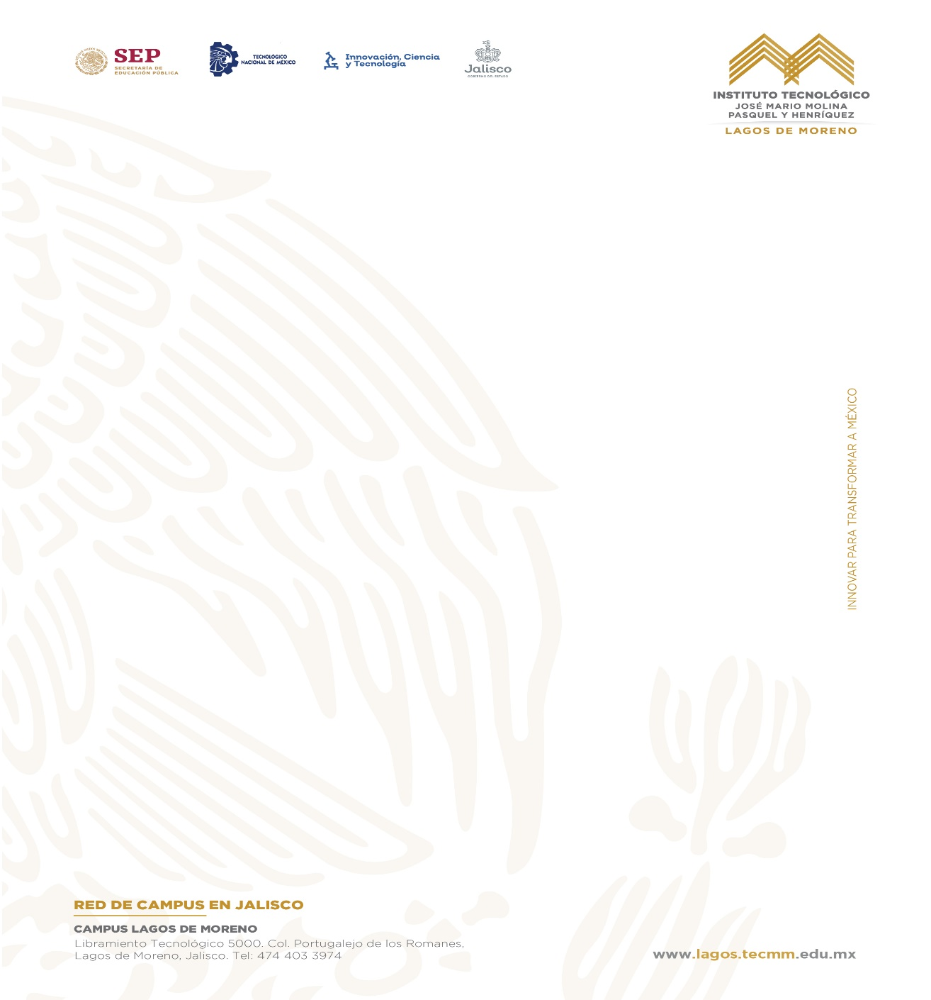 SEP
SECRETARÍA DE
EDUCACIÓN PÚBLICA
TECNOLÓGICO
NACIONAL DE MÉXICO
Innovación, Ciencia
y Tecnología
Jalisco
GOBIERNO DEL ESTADO
INSTITUTO TECNOLÓGICO
JOSÉ MARIO MOLINA
PASQUEL Y HENRÍQUEZ
LAGOS DE MORENO
INNOVAR PARA TRANSFORMAR A MÉXICO
RED DE CAMPUS EN JALISCO
CAMPUS LAGOS DE MORENO
Libramiento Tecnológico 5000. Col. Portugalejo de los Romanes,
Lagos de Moreno, Jalisco. Tel: 474 403 3974
www.lagos.tecmm.edu.mx